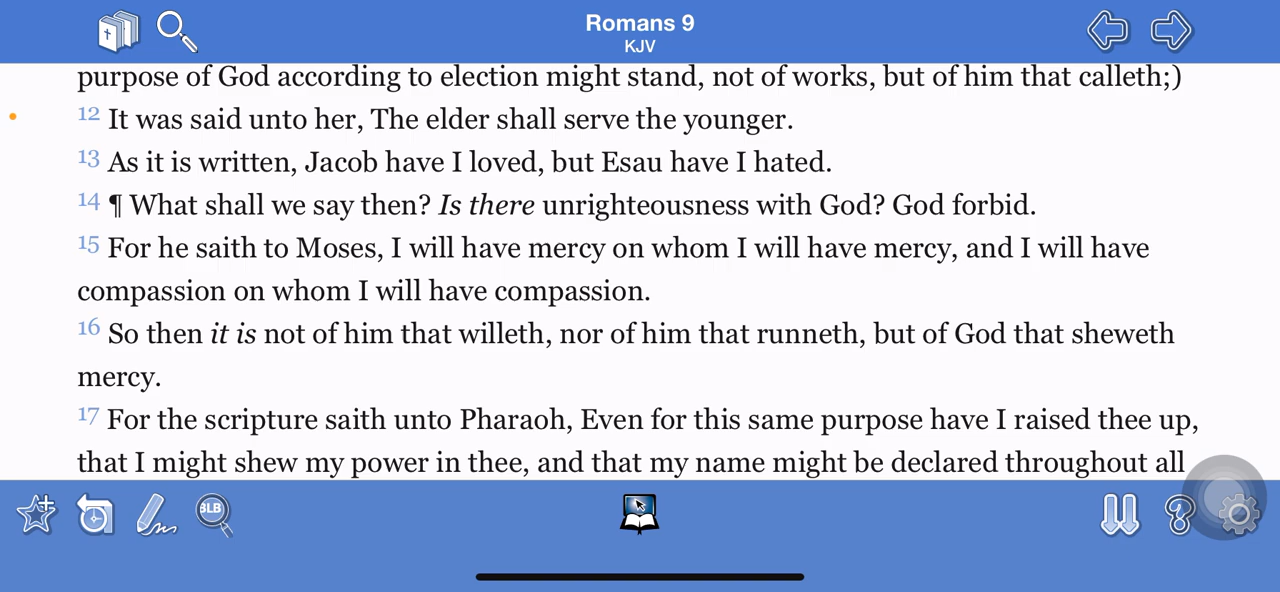 Romans 9
KJV
purpose of God according to election might stand, not of works, but of him that calleth;)
12 It was said unto her, The elder shall serve the younger.
13 As it is written, Jacob have I loved, but Esau have I hated.
14 ¶ What shall we say then? Is there unrighteousness with God? God forbid.
15 For he saith to Moses, I will have mercy on whom I will have mercy, and I will have
compassion on whom I will have compassion.
16 So then it is not of him that willeth, nor of him that runneth, but of God that sheweth
mercy.
17 For the scripture saith unto Pharaoh, Even for this same purpose have I raised thee up,
that I might shew my power in thee, and that my name might be declared throughout all
BLB